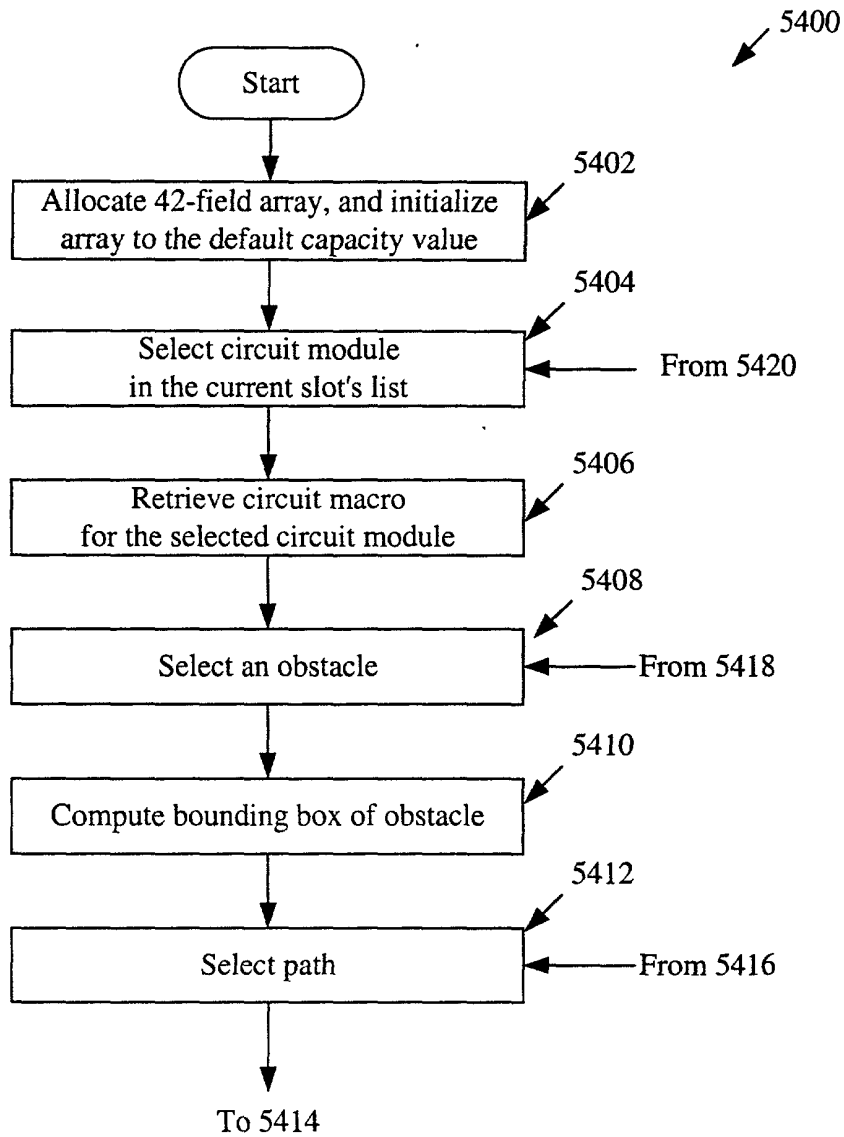 5400
Start
5402
Allocate 42-field array, and initialize
array to the default capacity value
5404
Select circuit module
in the current slot's list
From 5420
5406
Retrieve circuit macro
for the selected circuit module
5408
Select an obstacle
From 5418
5410
Compute bounding box of obstacle
5412
Select path
From 5416
To 5414